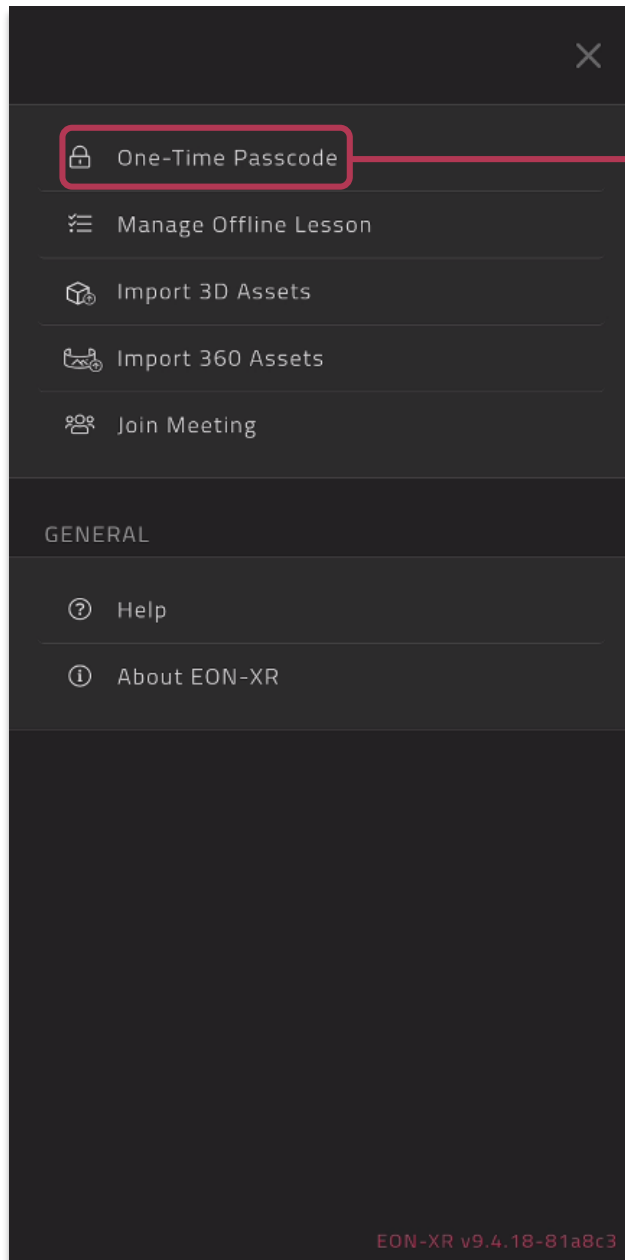 One-Time Passcode
Manage Offline Lesson
Import 3D Assets
Import 360 Assets
Join Meeting
GENERAL
Help
About EON-XR
EON-XR v9.4.18-81a8c3